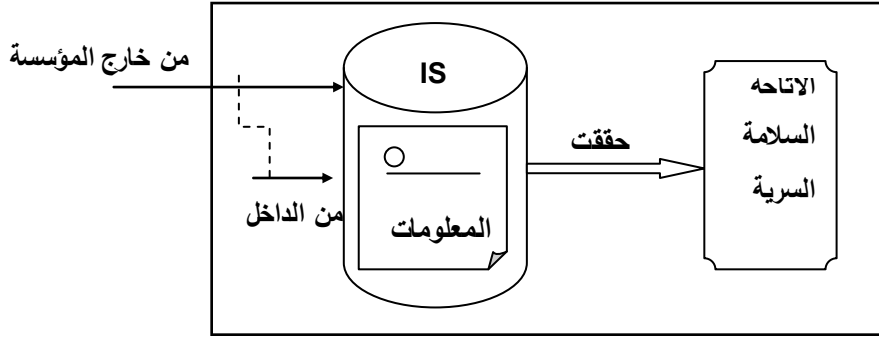 من خارج المؤسسة
IS
الاتاحه
السلامة
السرية
حققت
من الداخل
المعلومات